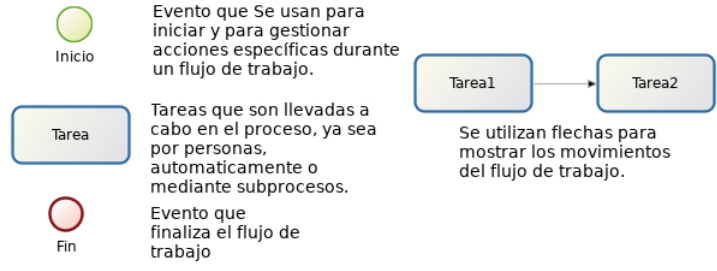 Evento que Se usan para
iniciar y para gestionar
acciones específicas durante
un flujo de trabajo.
Inicio
Tarea
Tareas que son llevadas a
cabo en el proceso, ya sea
por personas,
automaticamente o
mediante subprocesos.
Evento que
finaliza el flujo de
trabajo
Fin
Tarea1
Tarea2
Se utilizan flechas para
mostrar los movimientos
del flujo de trabajo.